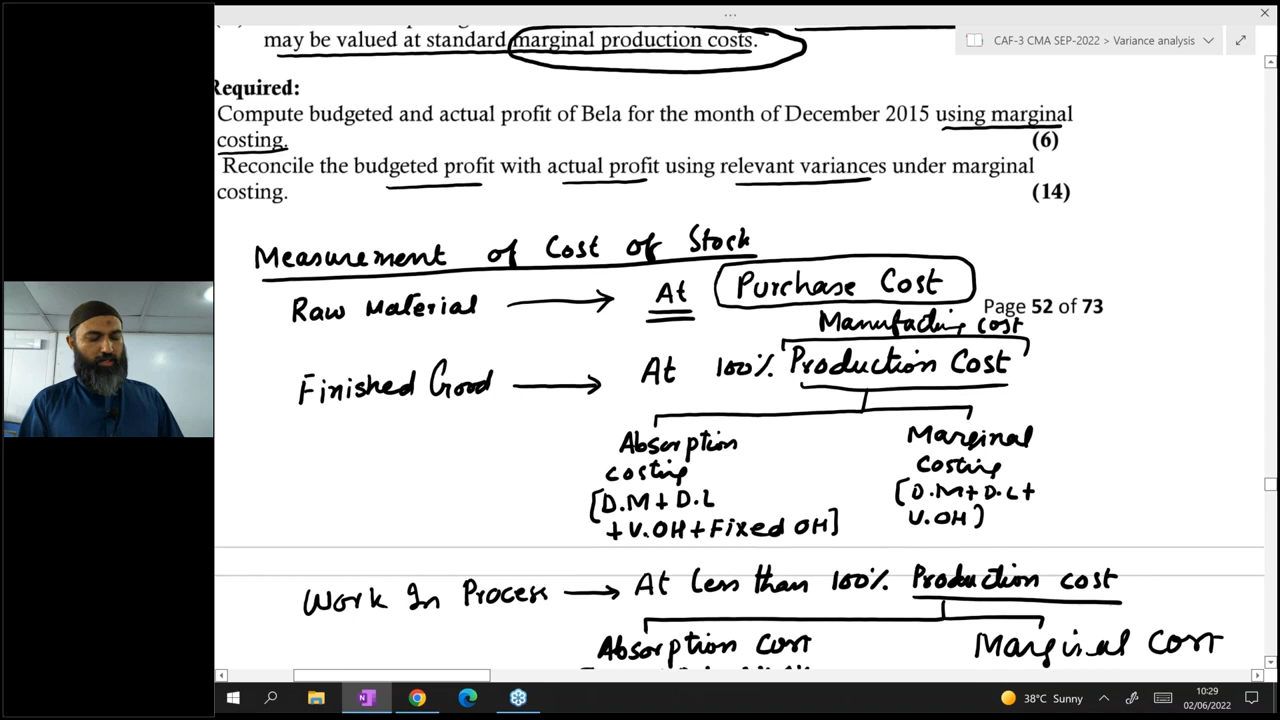 may be valued at standard marginal production costs.
CAF-3 CMA SEP-2022 > Variance analysis
Required:
Compute budgeted and actual profit of Bela for the month of December 2015 using marginal
costing. (6)
Reconcile the budgeted profit with actual profit using relevant variances under marginal
costing. (14)
Measurement of Cost of Stock
Raw Material → At Purchase Cost
Page 52 of 73
Manufacting cost
Finished Good → At 100% Production Cost
Absorption costing
[D.M + D.L
+ V.OH + Fixed OH]
Marginal costing
[D.M + D.L +
V.OH]
Work In Process → At less than 100% Production cost
Absorption cost
Marginal cost
38°C Sunny
10:29
02/06/2022